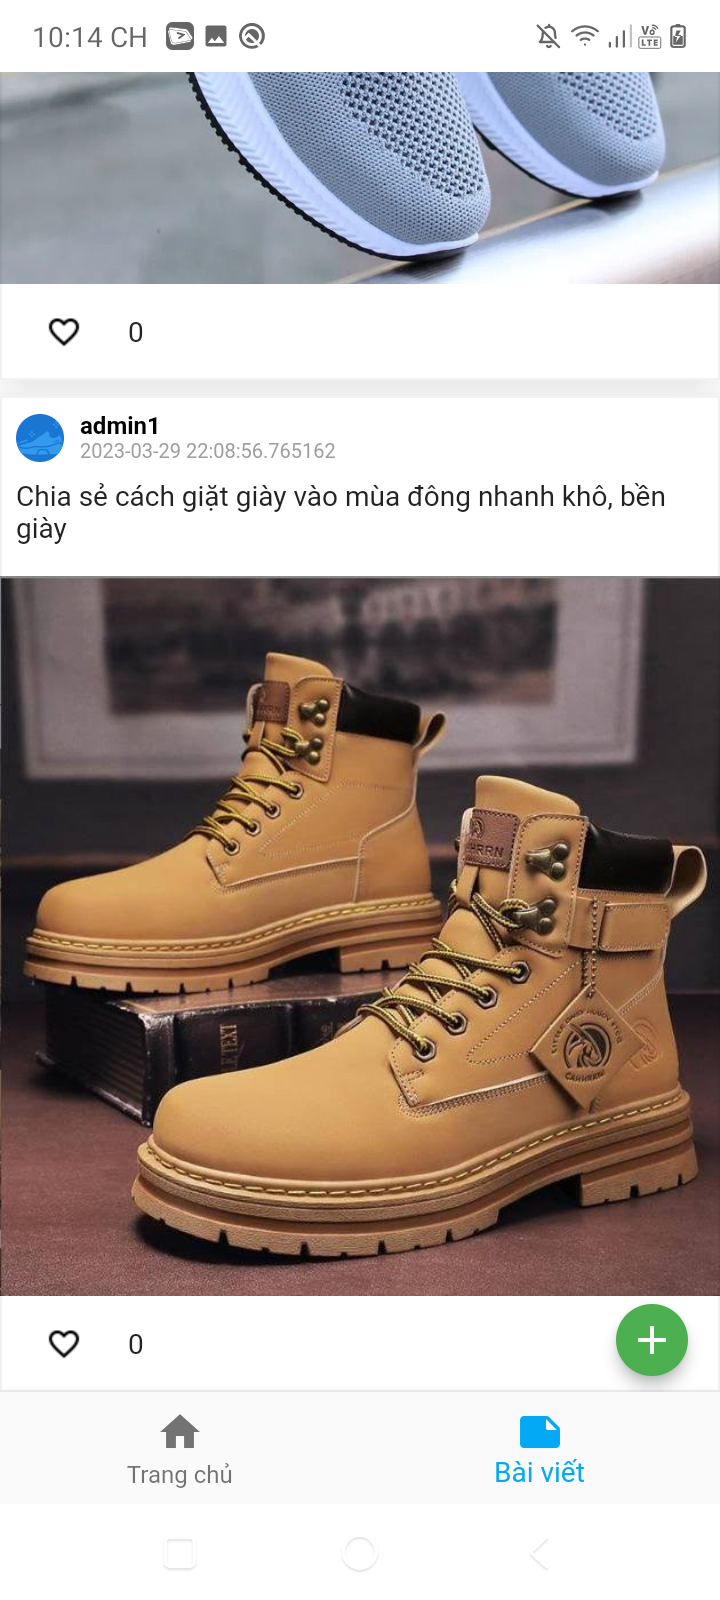 10:14 CH
0
admin1
2023-03-29 22:08:56.765162
Chia sẻ cách giặt giày vào mùa đông nhanh khô, bền
giày
0
Trang chủ
Bài viết